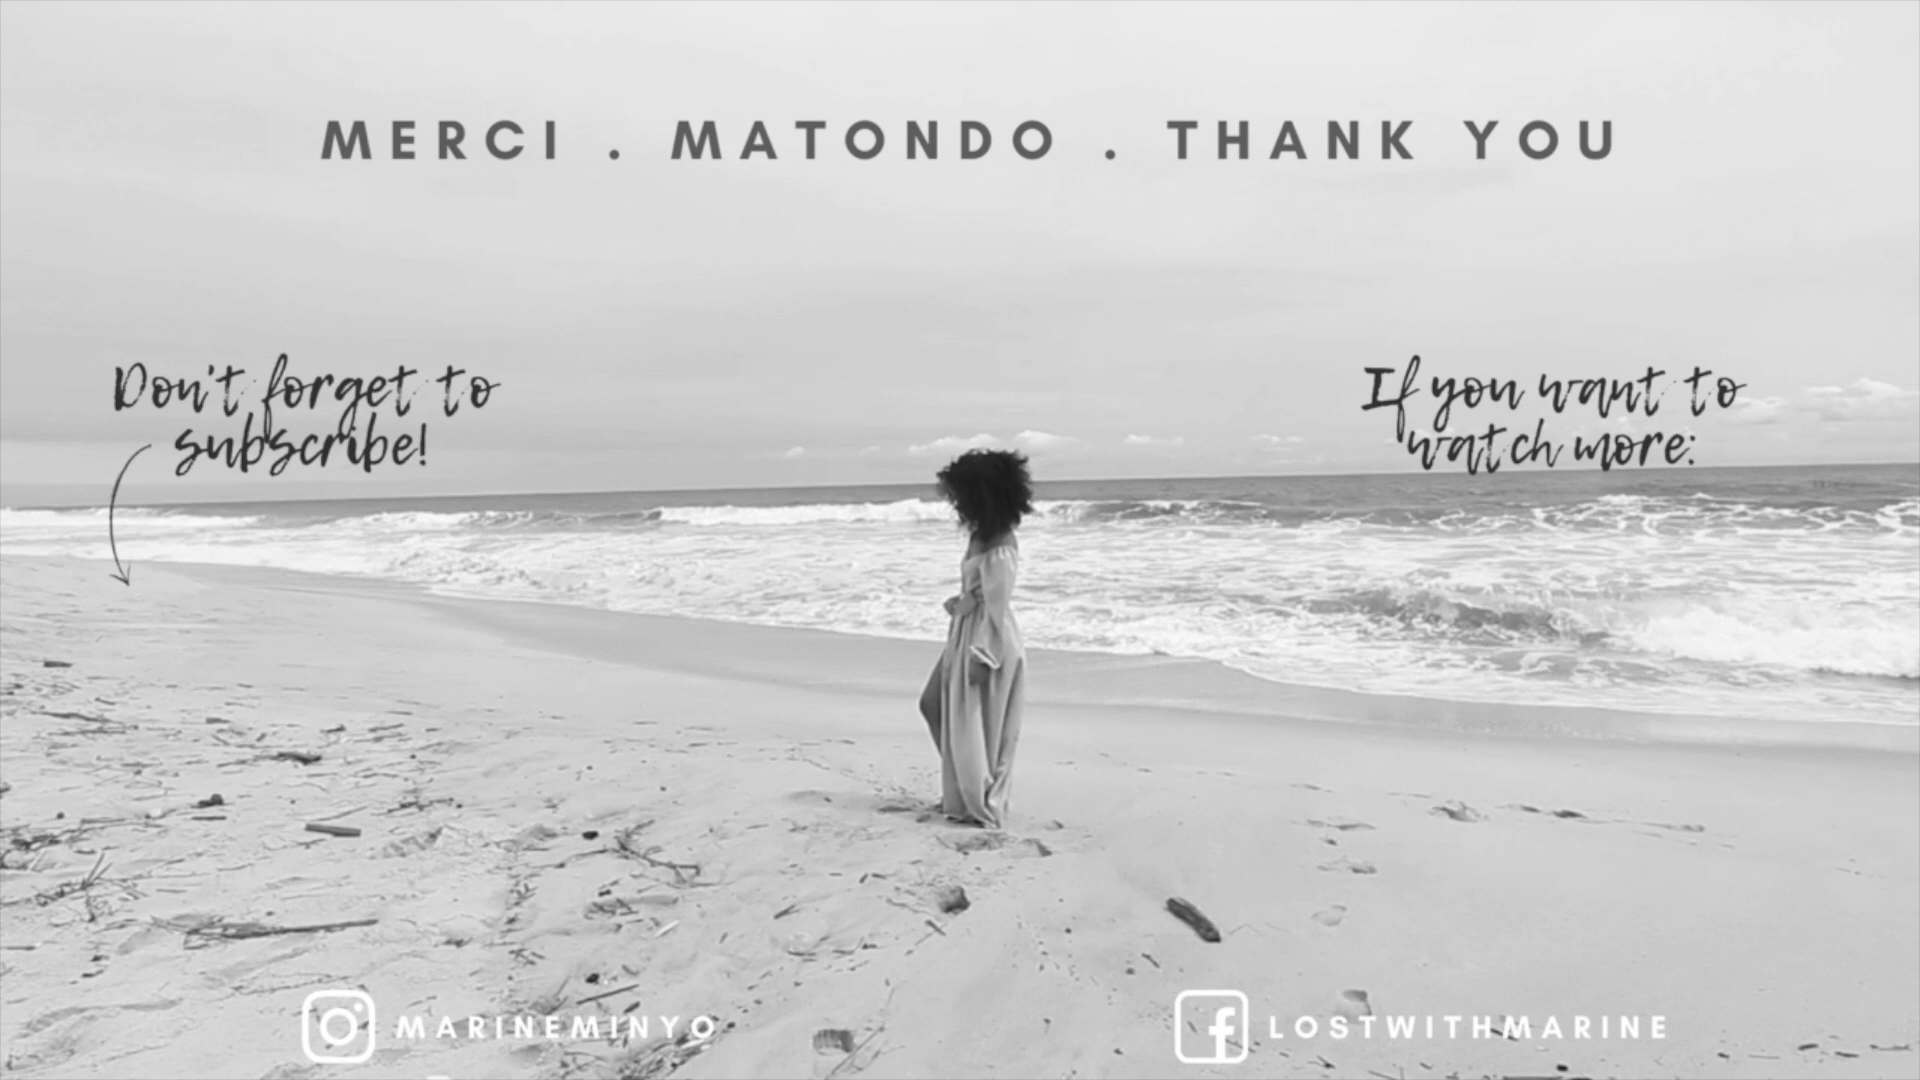 MERCI . MATONDO . THANK YOU
Don't forget to
subscribe!
If you want to
watch more:
MARINEMINYO
LOSTWITHMARINE